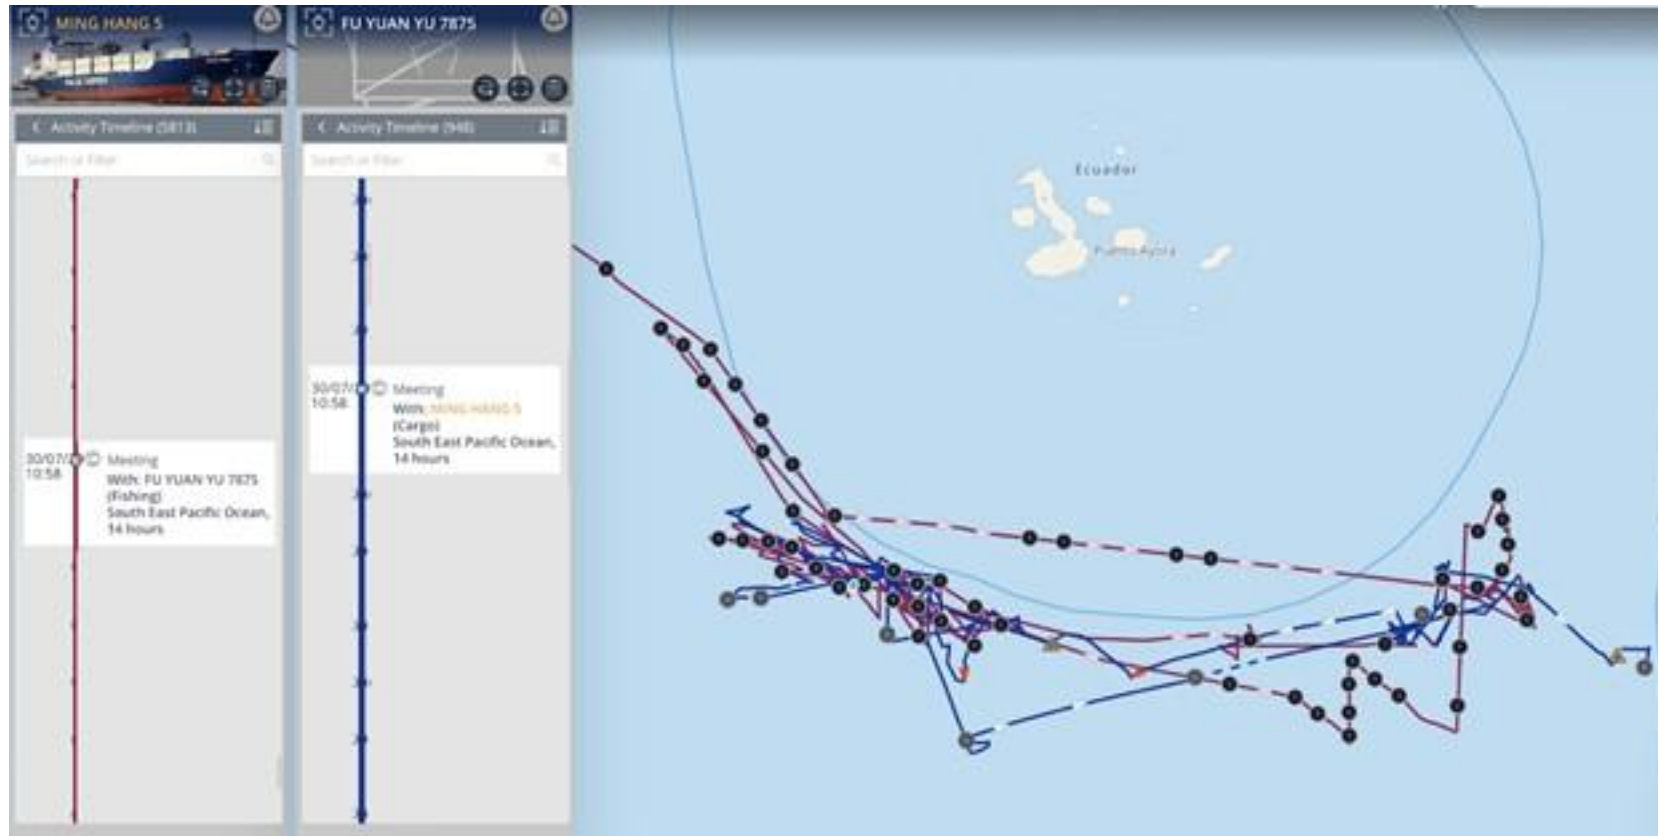 MING HANG 5
Activity Timeline (5813)
Search or Filter
30/07/
10:58
Meeting
With: FU YUAN YU 7875
(Fishing)
South East Pacific Ocean,
14 hours
FU YUAN YU 7875
Activity Timeline (948)
Search or Filter
30/07/
10:58
Meeting
With: MING HANG 5
(Cargo)
South East Pacific Ocean,
14 hours
Ecuador
Puerto Ayora